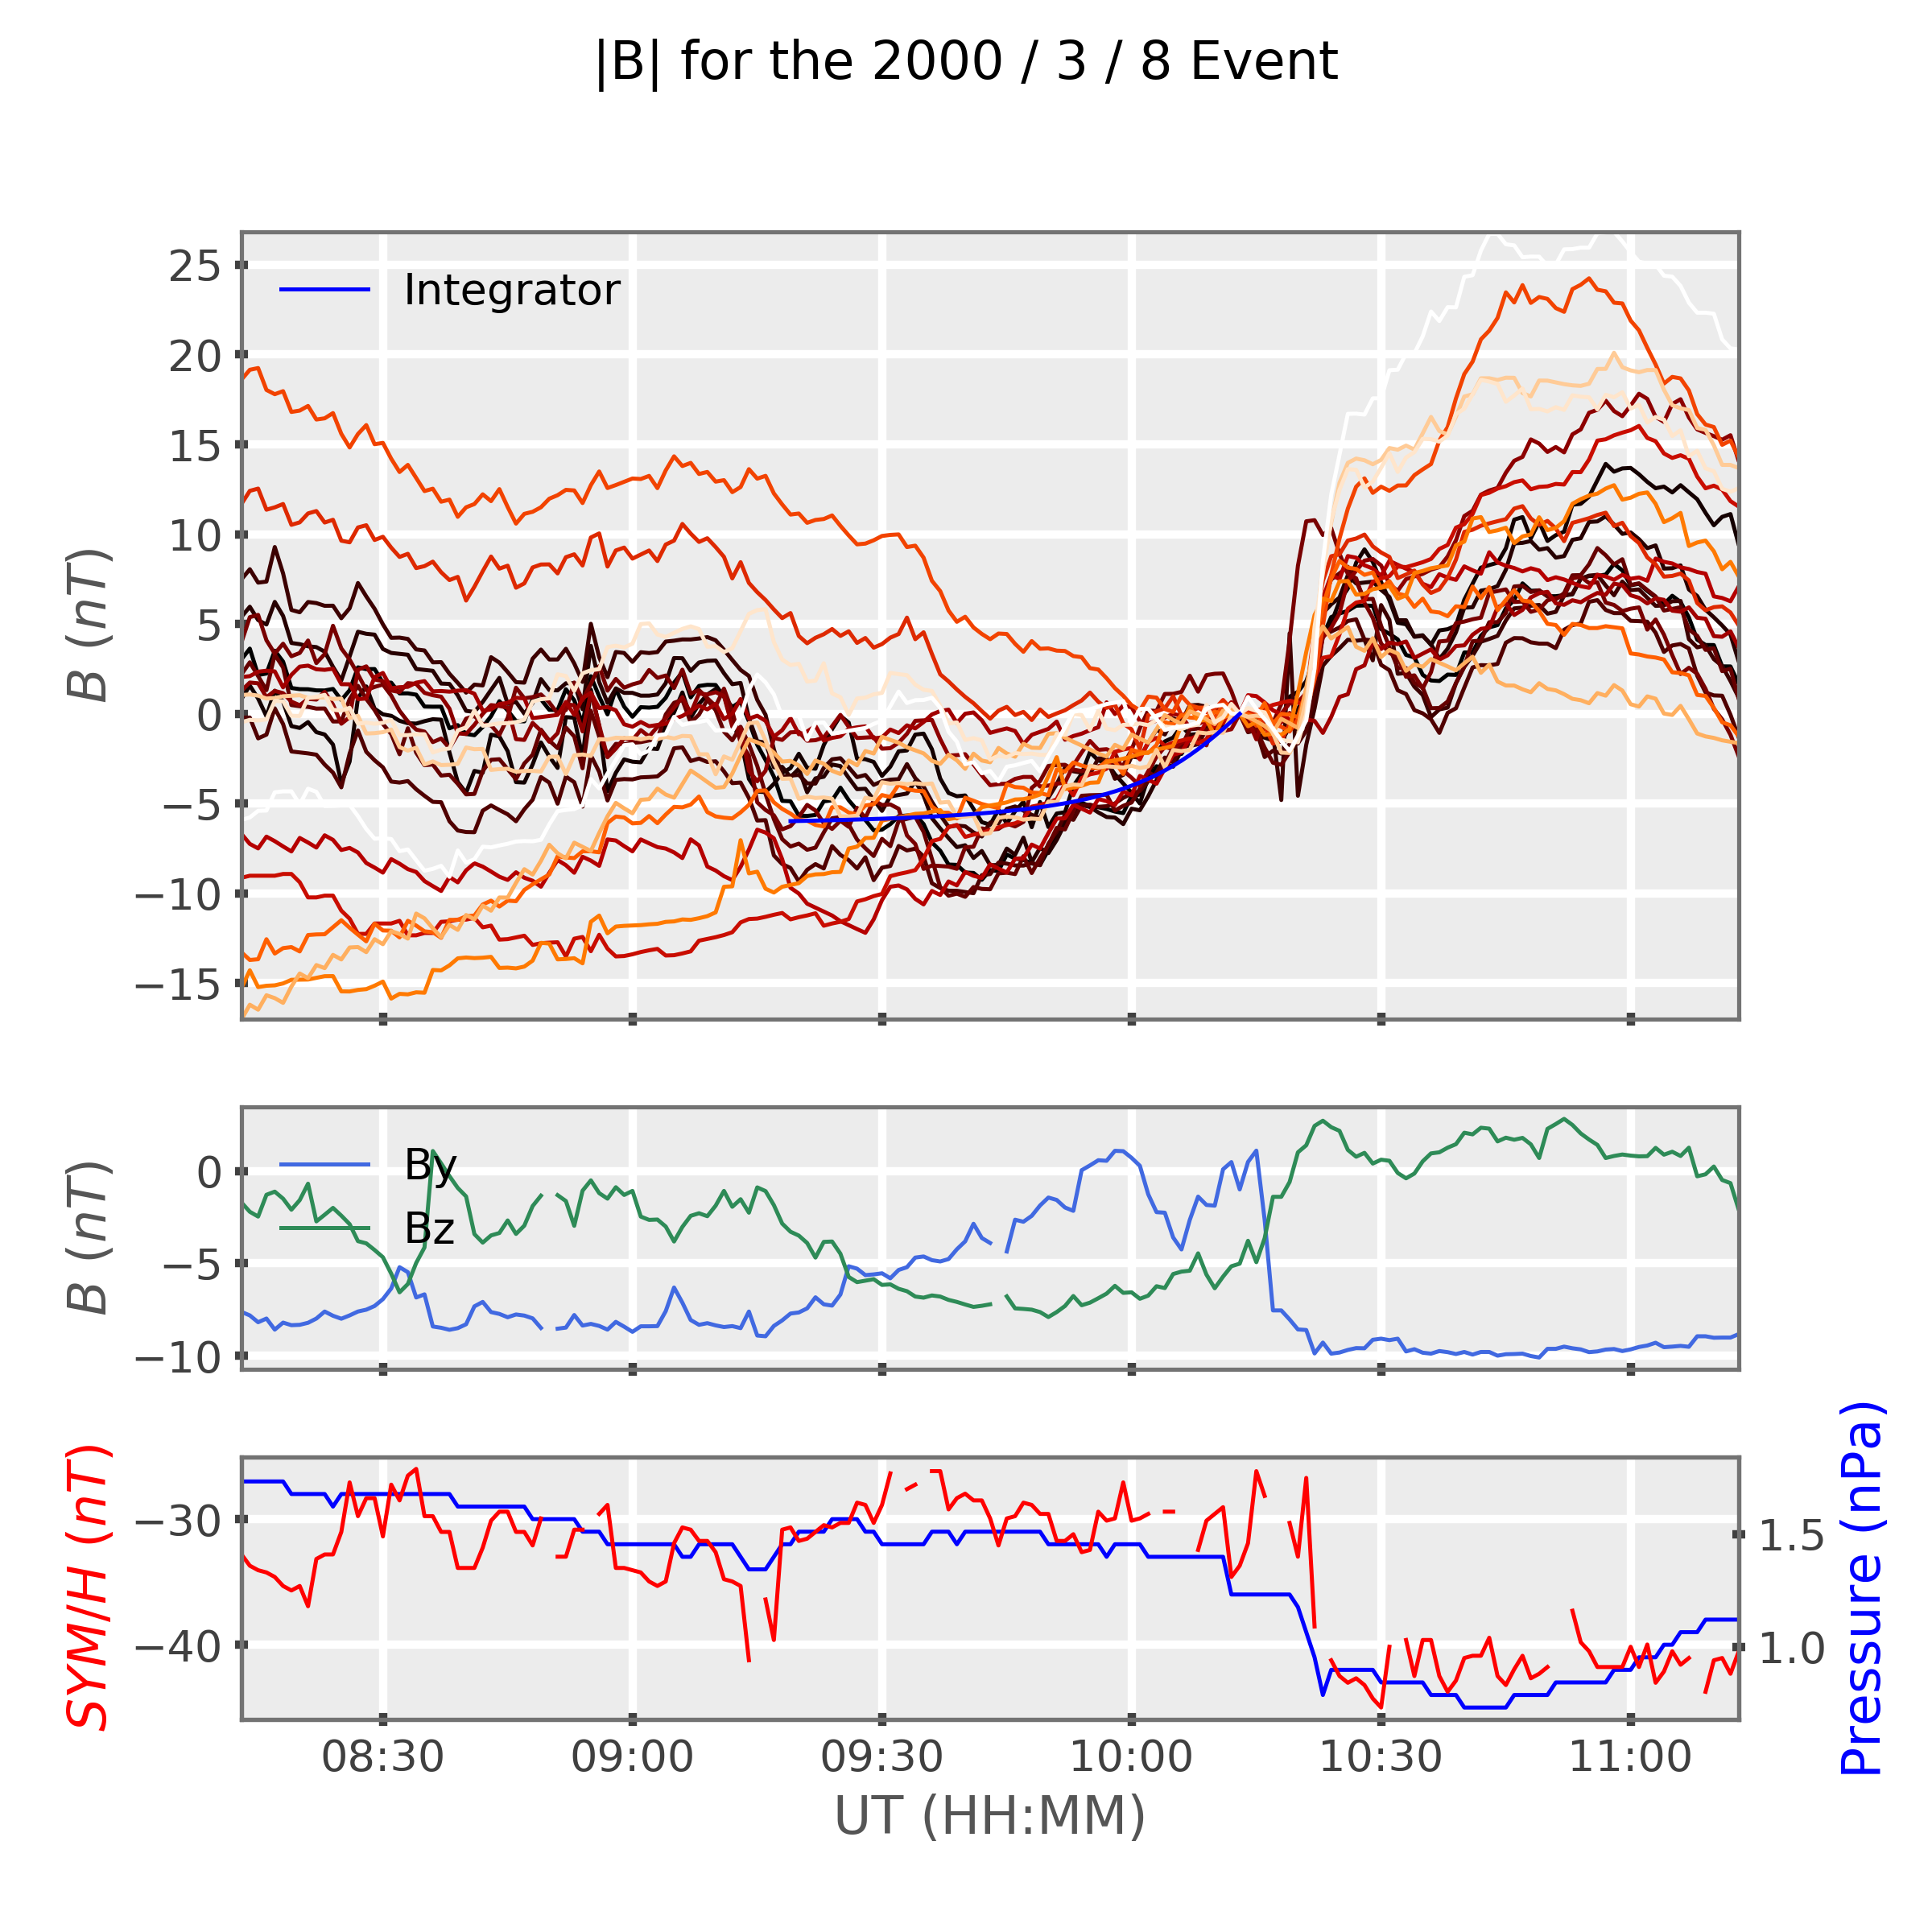 |B| for the 2000 / 3 / 8 Event
25
20
15
10
5
0
−5
−10
−15
B (nT)
Integrator
0
−5
−10
B (nT)
By
Bz
−30
−40
SYM/H (nT)
1.5
1.0
Pressure (nPa)
08:30 09:00 09:30 10:00 10:30 11:00
UT (HH:MM)